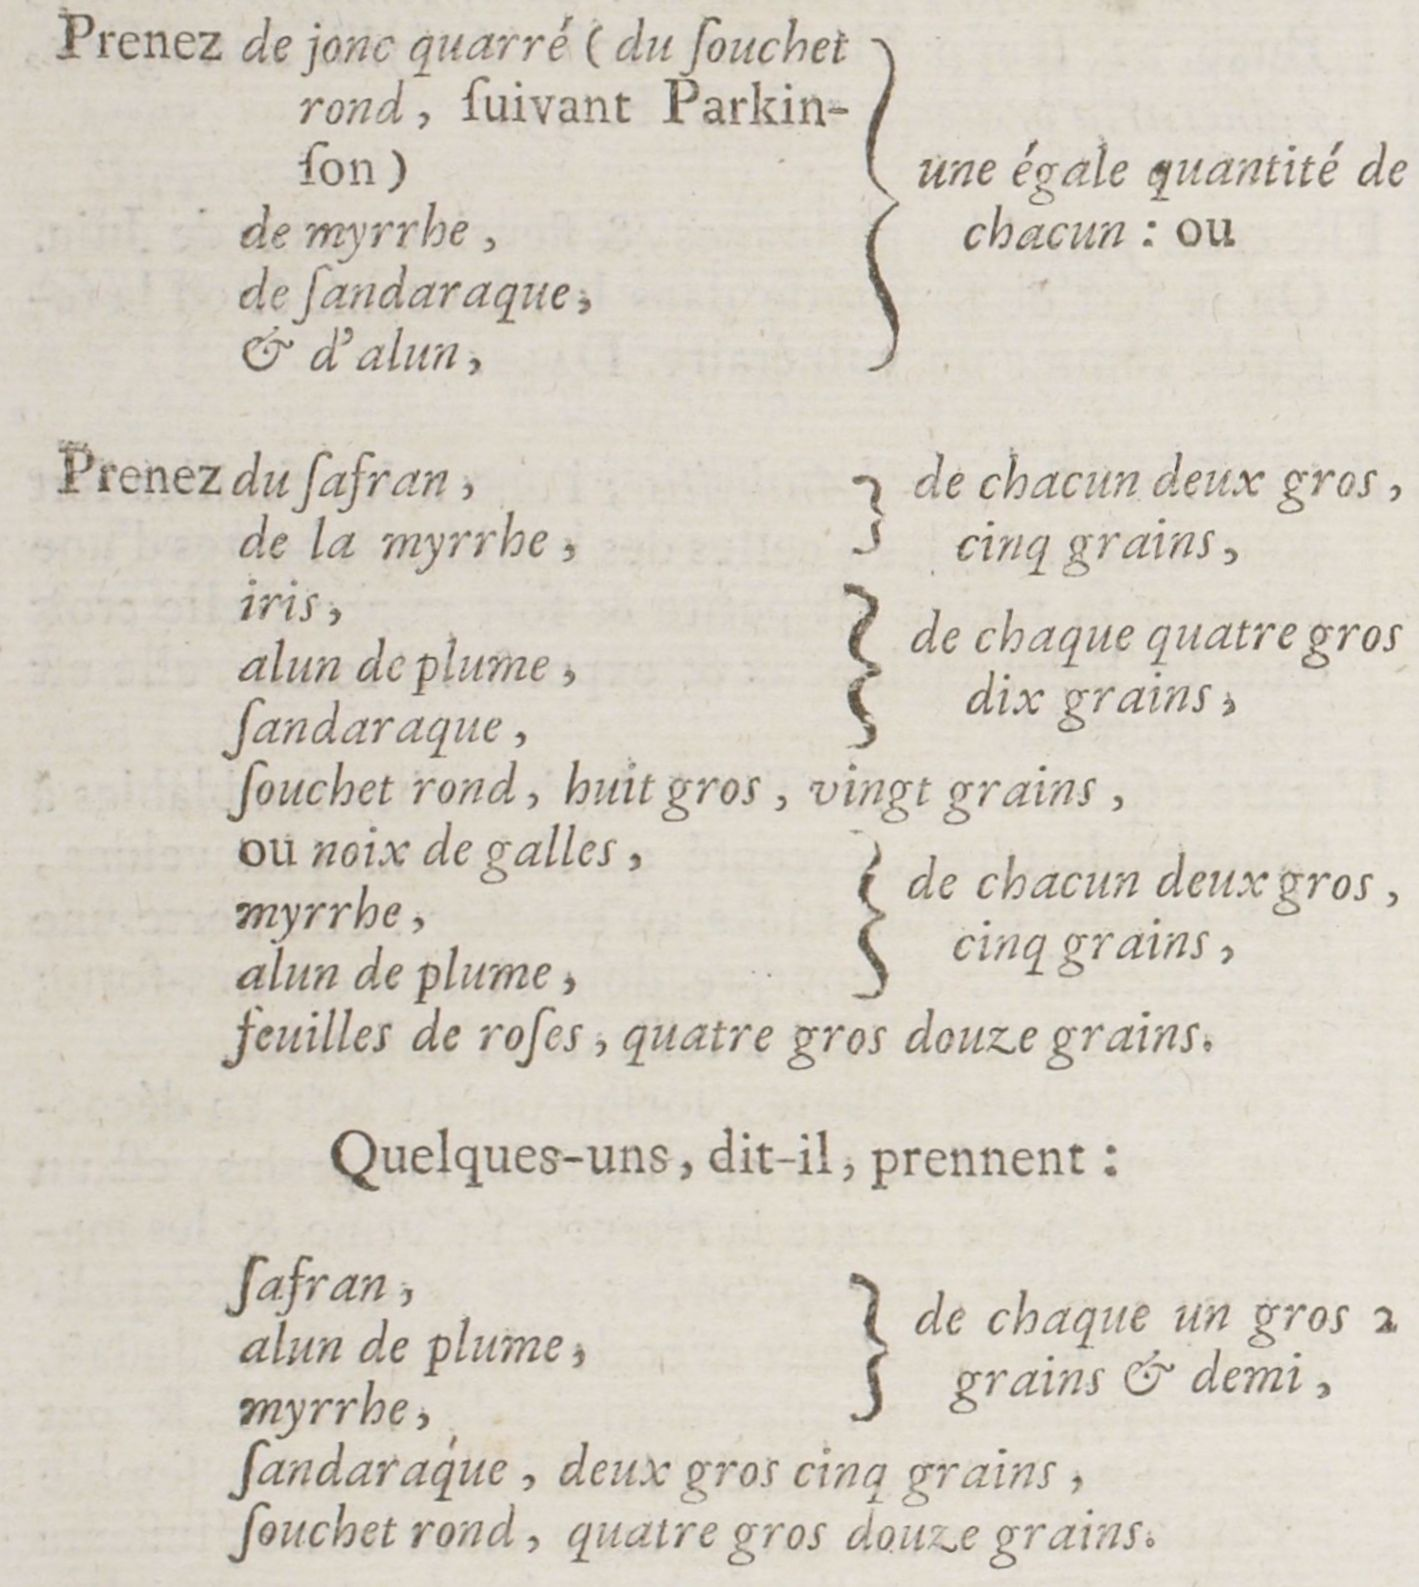 Prenez de jonc quarré ( du ſouchet
rond, ſuivant Parkin-
ſon )
de myrrhe,
de ſandaraque,
& d'alun,
une égale quantité de
chacun : ou
Prenez du ſafran,
de la myrrhe,
de chacun deux gros,
cinq grains,
iris,
alun de plume,
ſandaraque,
de chaque quatre gros
dix grains,
ſouchet rond, huit gros, vingt grains,
ou noix de galles,
myrrhe,
alun de plume,
de chacun deux gros,
cinq grains,
feuilles de roſes, quatre gros douze grains.
Quelques-uns, dit-il, prennent :
ſafran,
alun de plume,
myrrhe,
de chaque un gros 2
grains & demi,
ſandaraque, deux gros cinq grains,
ſouchet rond, quatre gros douze grains.